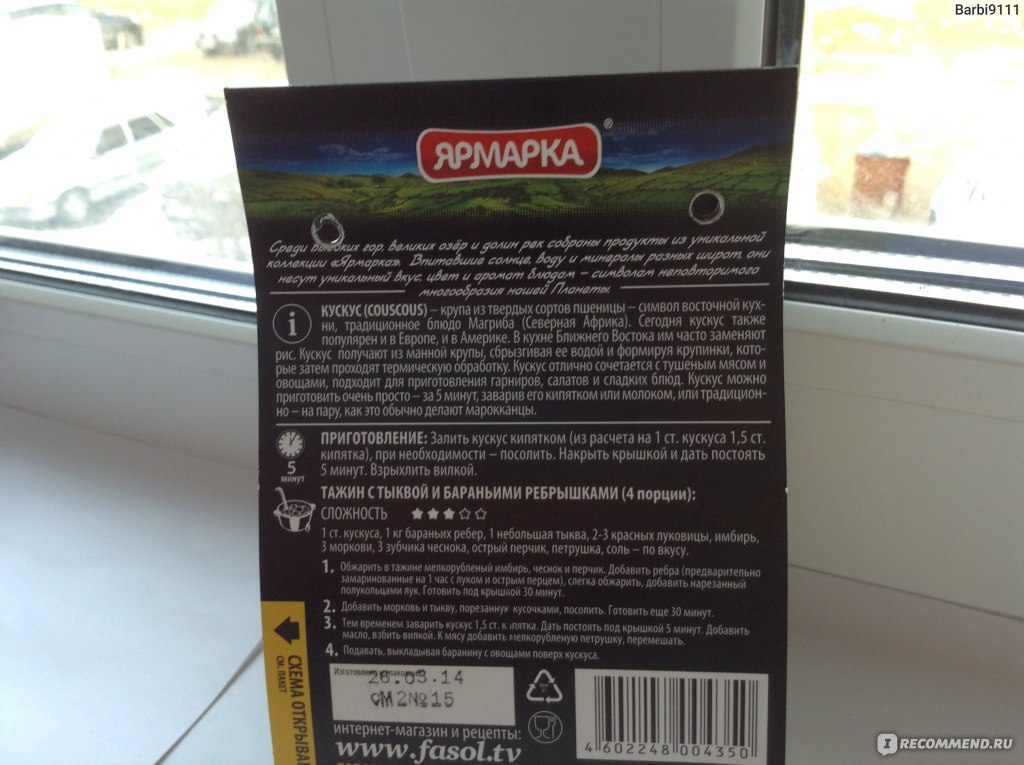 Barbi9111
ЯРМАРКА®
Среди высоких гор, великих озёр и долин рек собраны продукты из уникальной
коллекции «Ярмарка». Впитавшие солнце, воду и минералы разных широт, они
несут уникальный вкус, цвет и аромат блюдам – символам неповторимого
многообразия нашей Планеты.
i
КУСКУС (COUSCOUS) – крупа из твердых сортов пшеницы – символ восточной кух-
ни, традиционное блюдо Магриба (Северная Африка). Сегодня кускус также
популярен и в Европе, и в Америке. В кухне Ближнего Востока им часто заменяют
рис. Кускус получают из манной крупы, сбрызгивая ее водой и формируя крупинки, кото-
рые затем проходят термическую обработку. Кускус отлично сочетается с тушеным мясом и
овощами, подходит для приготовления гарниров, салатов и сладких блюд. Кускус можно
приготовить очень просто – за 5 минут, заварив его кипятком или молоком, или традицион-
но – на пару, как это обычно делают марокканцы.
5
минут
ПРИГОТОВЛЕНИЕ: Залить кускус кипятком (из расчета на 1 ст. кускуса 1,5 ст.
кипятка), при необходимости – посолить. Накрыть крышкой и дать постоять
5 минут. Взрыхлить вилкой.
ТАЖИН С ТЫКВОЙ И БАРАНЬИМИ РЕБРЫШКАМИ (4 порции):
СЛОЖНОСТЬ ★★★☆☆
1 ст. кускуса, 1 кг бараньих ребер, 1 небольшая тыква, 2-3 красных луковицы, имбирь,
3 моркови, 3 зубчика чеснока, острый перчик, петрушка, соль – по вкусу.
1. Обжарить в тажине мелкорубленый имбирь, чеснок и перчик. Добавить ребра (предварительно
замаринованные на 1 час с луком и острым перцем), слегка обжарить, добавить нарезанный
полукольцами лук. Готовить под крышкой 30 минут.
2. Добавить морковь и тыкву, порезанную кусочками, посолить. Готовить еще 30 минут.
3. Тем временем заварить кускус 1,5 ст. кипятка. Дать постоять под крышкой 5 минут. Добавить
масло, взбить вилкой. К мясу добавить мелкорубленую петрушку, перемешать.
4. Подавать, выкладывая баранину с овощами поверх кускуса.
СХЕМА ОТКРЫВАН
СМ. ПАКЕТ
Изготовлено
28.03.14
СМ2№15
интернет-магазин и рецепты:
www.fasol.tv
4 602248 004350
IRECOMMEND.RU